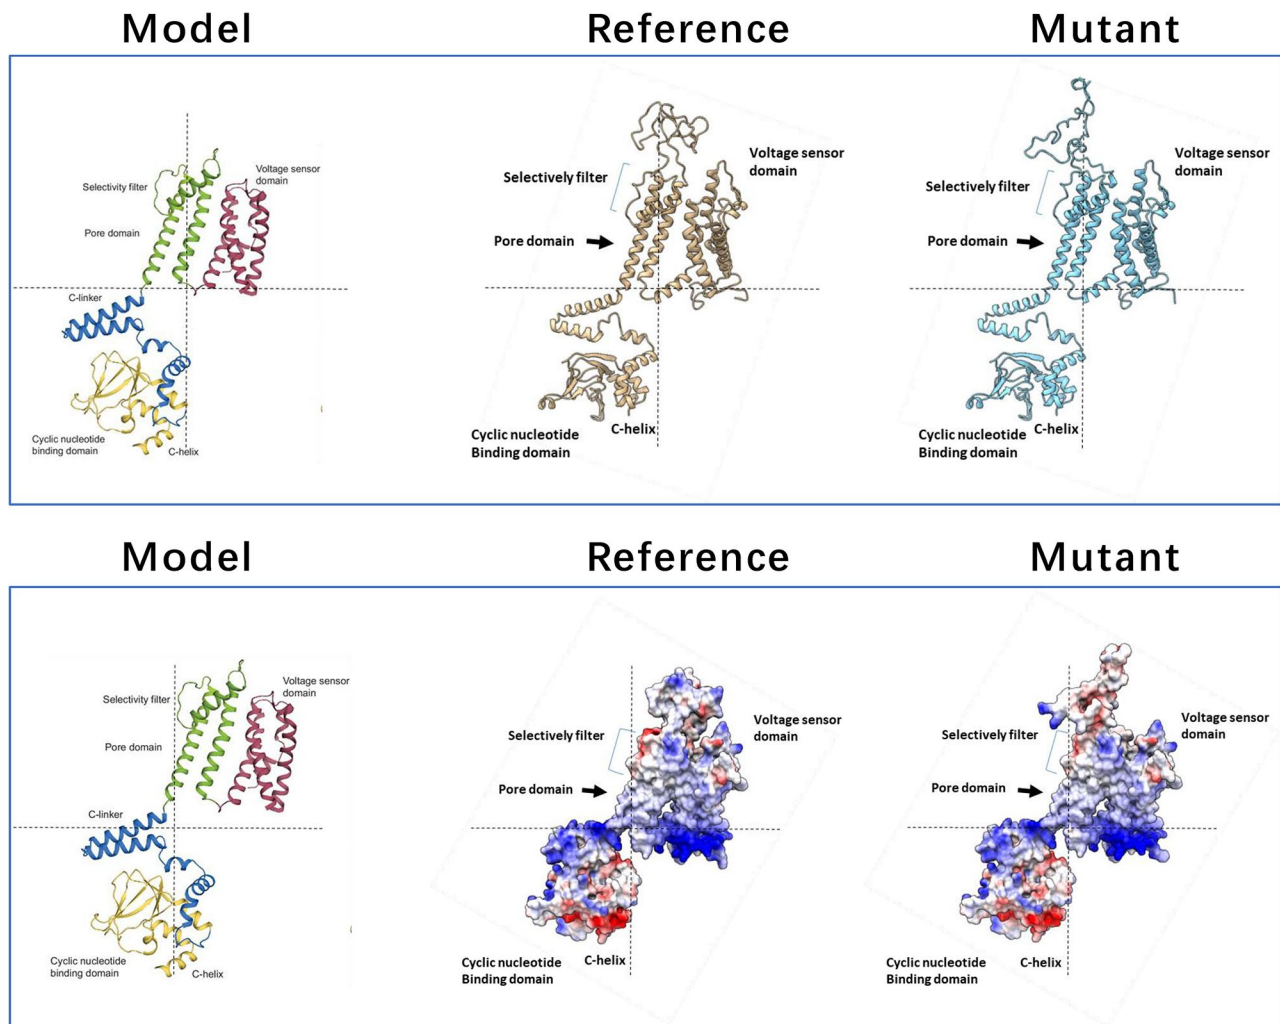 Model
Reference
Mutant
Selectivity filter
Voltage sensor
domain
Pore domain
C-linker
Cyclic nucleotide
binding domain
C-helix
Selectively filter
Voltage sensor
domain
Pore domain
Cyclic nucleotide
Binding domain
C-helix
Selectively filter
Voltage sensor
domain
Pore domain
Cyclic nucleotide
Binding domain
C-helix
Model
Reference
Mutant
Selectivity filter
Voltage sensor
domain
Pore domain
C-linker
Cyclic nucleotide
binding domain
C-helix
Selectively filter
Voltage sensor
domain
Pore domain
Cyclic nucleotide
Binding domain
C-helix
Selectively filter
Voltage sensor
domain
Pore domain
Cyclic nucleotide
Binding domain
C-helix